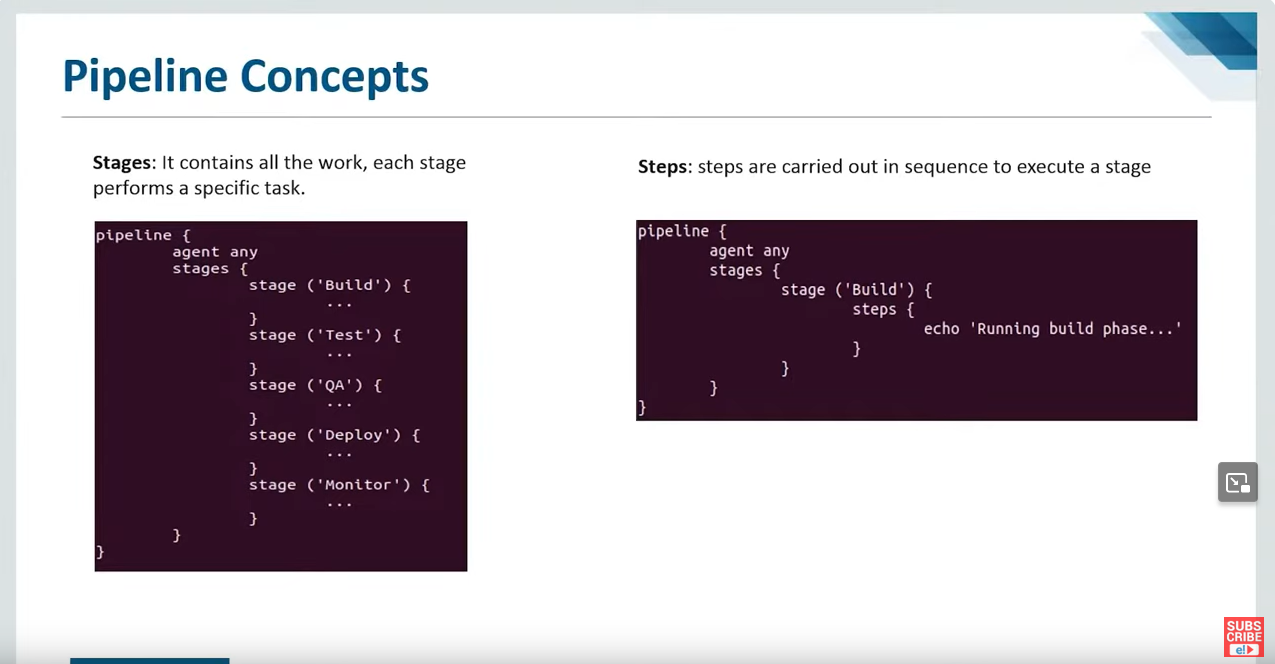 Pipeline Concepts
Stages: It contains all the work, each stage
performs a specific task.
pipeline {
agent any
stages {
stage ('Build') {
...
}
stage ('Test') {
...
}
stage ('QA') {
...
}
stage ('Deploy') {
...
}
stage ('Monitor') {
...
}
}
}
Steps: steps are carried out in sequence to execute a stage
pipeline {
agent any
stages {
stage ('Build') {
steps {
echo 'Running build phase...'
}
}
}
}
SUBS
CRIBE
e!